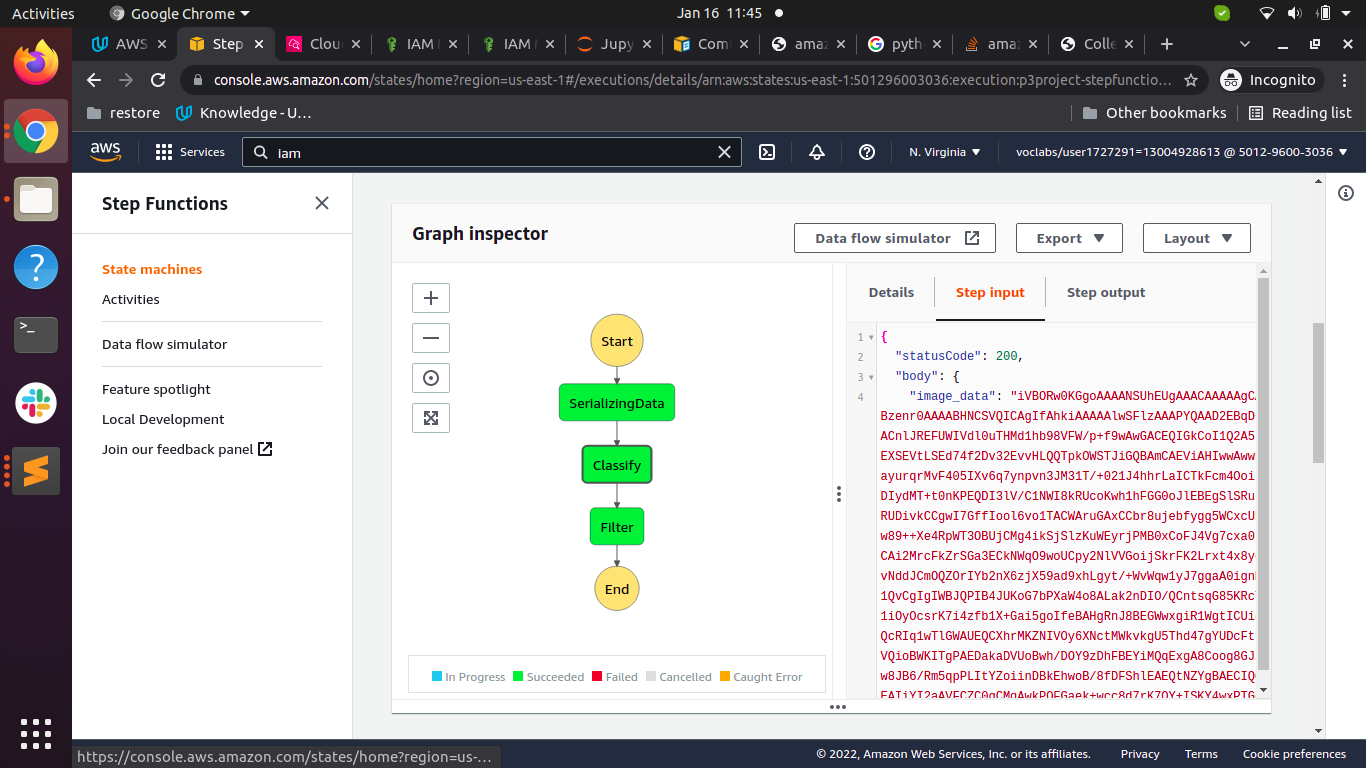 Activities
Google Chrome
Jan 16 11:45
AWS
Step
Clou
IAM
IAM
Jupy
Com
amaz
pyth
amaz
Colle
console.aws.amazon.com/states/home?region=us-east-1#/executions/details/arn:aws:states:us-east-1:501296003036:execution:p3project-stepfunctio...
Incognito
restore
Knowledge - U...
Other bookmarks
Reading list
aws
Services
iam
N. Virginia
voclabs/user1727291=13004928613 @ 5012-9600-3036
Step Functions
State machines
Activities
Data flow simulator
Feature spotlight
Local Development
Join our feedback panel
Graph inspector
Data flow simulator
Export
Layout
Start
SerializingData
Classify
Filter
End
In Progress
Succeeded
Failed
Cancelled
Caught Error
Details
Step input
Step output
1 {
2 "statusCode": 200,
3 "body": {
4 "image_data": "iVBORw0KGgoAAAANSUhEUgAAACAAAAAgCA
Bzenr0AAAABHNCSVQICAgIfAhkiAAAAAlwSFlzAAAPYQAAD2EBqD
ACnlJREFUWIVdl0uTHMd1hb98VFW/p+f9wAwGACEQIGkCoI1Q2A5
EXSEVtLSEd74f2Dv32EvvHLQQTpkOWSTJiGQBAmCAEViAHIwwAww
ayurqrMvF405IXv6q7ynpvn3JM31T/+021J4hhrLaICTkFcm4Ooi
DIydMT+t0nKPEQDI3lV/C1NWI8kRUcoKwh1hFGG0oJlEBEgSlSRu
RUDivkCCgwI7GffIool6vo1TACWAruGAxCCbr8ujebfygg5WCxcU
w89++Xe4RpWT3OBUjCMg4ikSjSlzKuWEyrjPMB0xCoFJ4Vg7cxa0
CAi2MrcFkZrSGa3ECkNWqO9woUCpy2NlVVGoijSkrFK2Lrxt4x8y
vNddJCmOQZOrIYb2nX6zjX59ad9xhLgyt/+WvWqw1yJ7ggaA0ign
1QvCgIgIWBJQPIB4JUKoG7bPXaW4o8ALak2nDIO/QCntsqG85KRc
1iOyOcsrK7i4zfb1X+Gai5goIfeBAHgRnJ8BEGWwxgiR1WgtICUi
QcRIq1wTlGWAUEQCXhrMKZNIVOy6XNctMWkvkgU5Thd47gYUDcFt
VQioBWKITgPAEDakaDVUoBwh/DOY9zDhFBEYiMQqExgA8Coog8GJ
w8JB6/Rm5qpPLItYZoiinDBkEhwoB/8fDFShlEAEQtNZYgBAECIQ
© 2022, Amazon Web Services, Inc. or its affiliates.
Privacy
Terms
Cookie preferences
https://console.aws.amazon.com/states/home?region=us-...